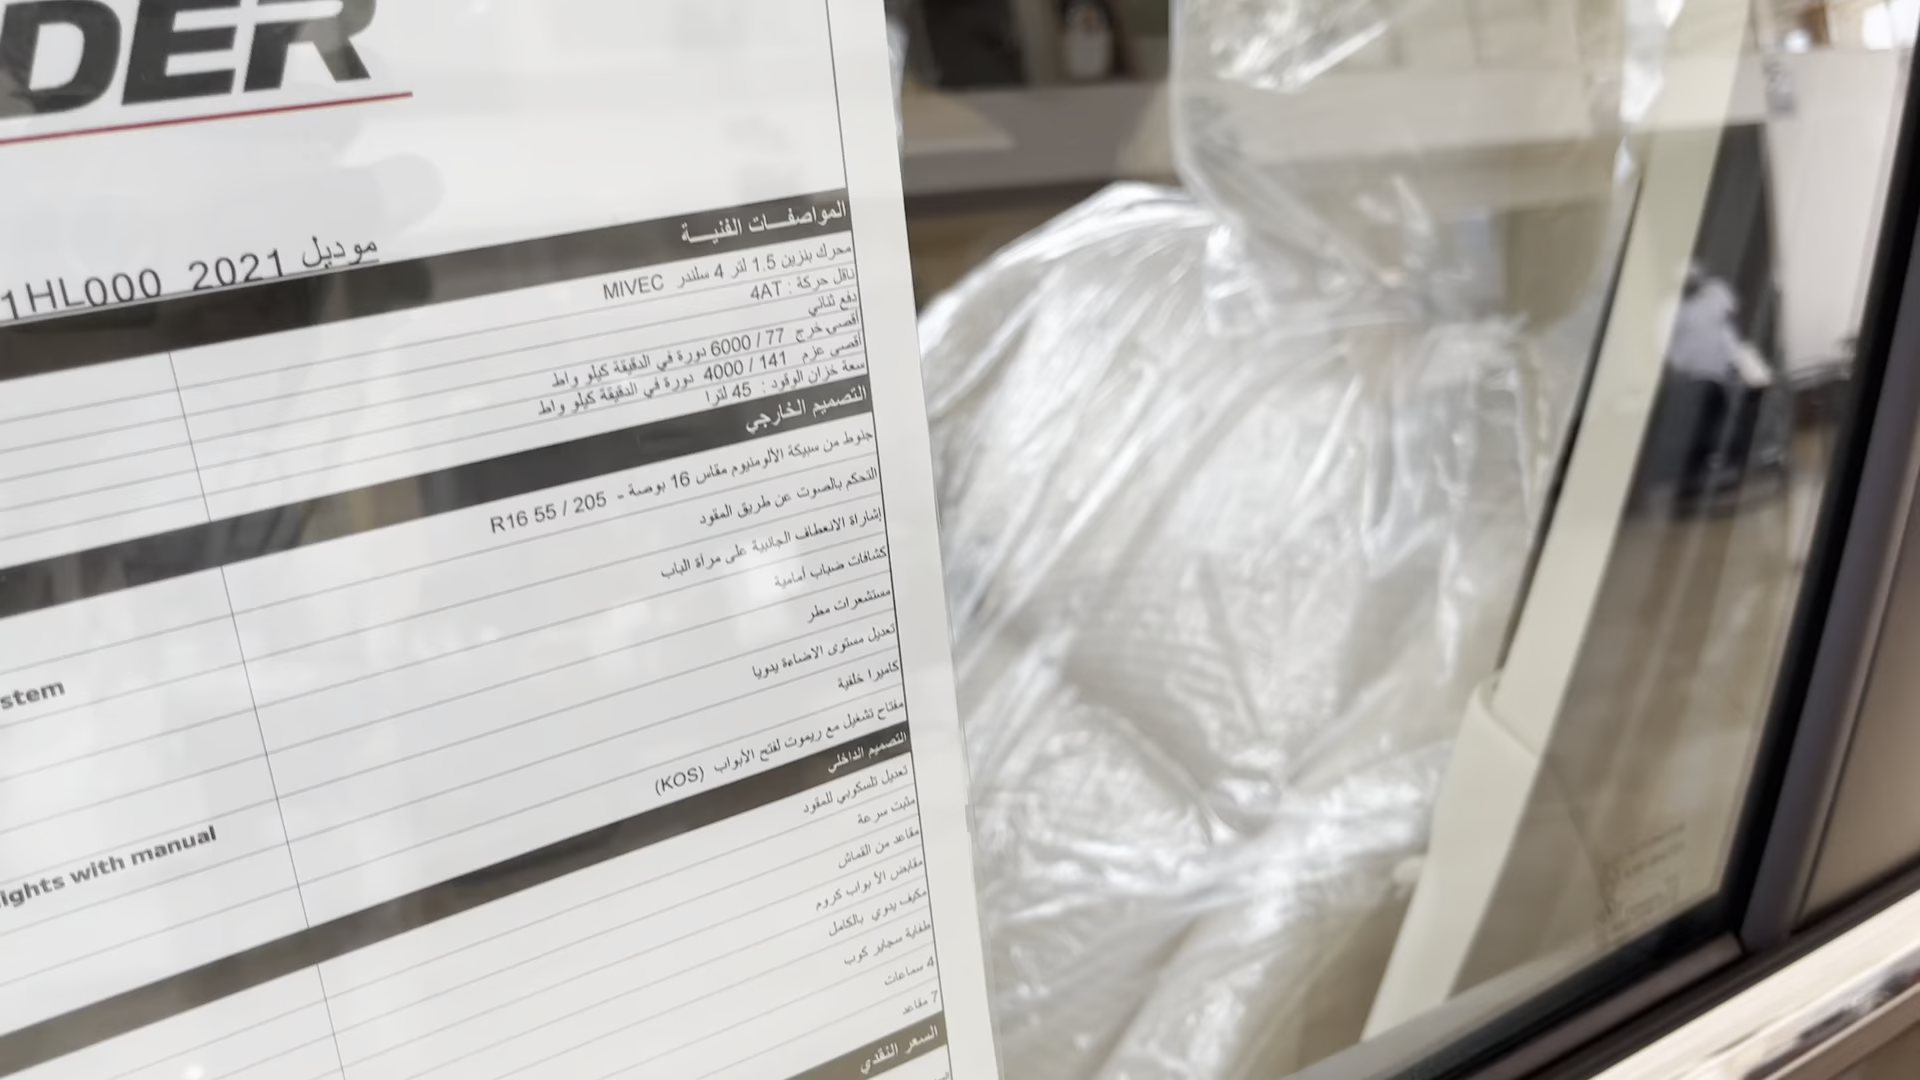 DER
1HL000 2021 موديل
المواصفات الفنية
محرك بنزين 1.5 لتر 4 سلندر MIVEC
ناقل حركة : 4AT
دفع ثنائي
أقصى خرج 77 / 6000 دورة في الدقيقة كيلو واط
أقصى عزم 141 / 4000 دورة في الدقيقة كيلو واط
سعة خزان الوقود : 45 لترا
التصميم الخارجي
جنوط من سبيكة الألومنيوم مقاس 16 بوصة - 205 / 55 R16
التحكم بالصوت عن طريق المقود
إشارة الانعطاف الجانبية على مرآة الباب
كشافات ضباب أمامية
مستشعرات مطر
stem
تعديل مستوى الاضاءة يدويا
كاميرا خلفية
مفتاح تشغيل مع ريموت لفتح الأبواب (KOS)
ights with manual
التصميم الداخلي
تعديل تلسكوبي للمقود
مثبت سرعة
مقاعد من القماش
مقابض الأبواب كروم
مكيف يدوي بالكامل
طفاية سجاير كوب
4 سماعات
7 مقاعد
السعر النقدي